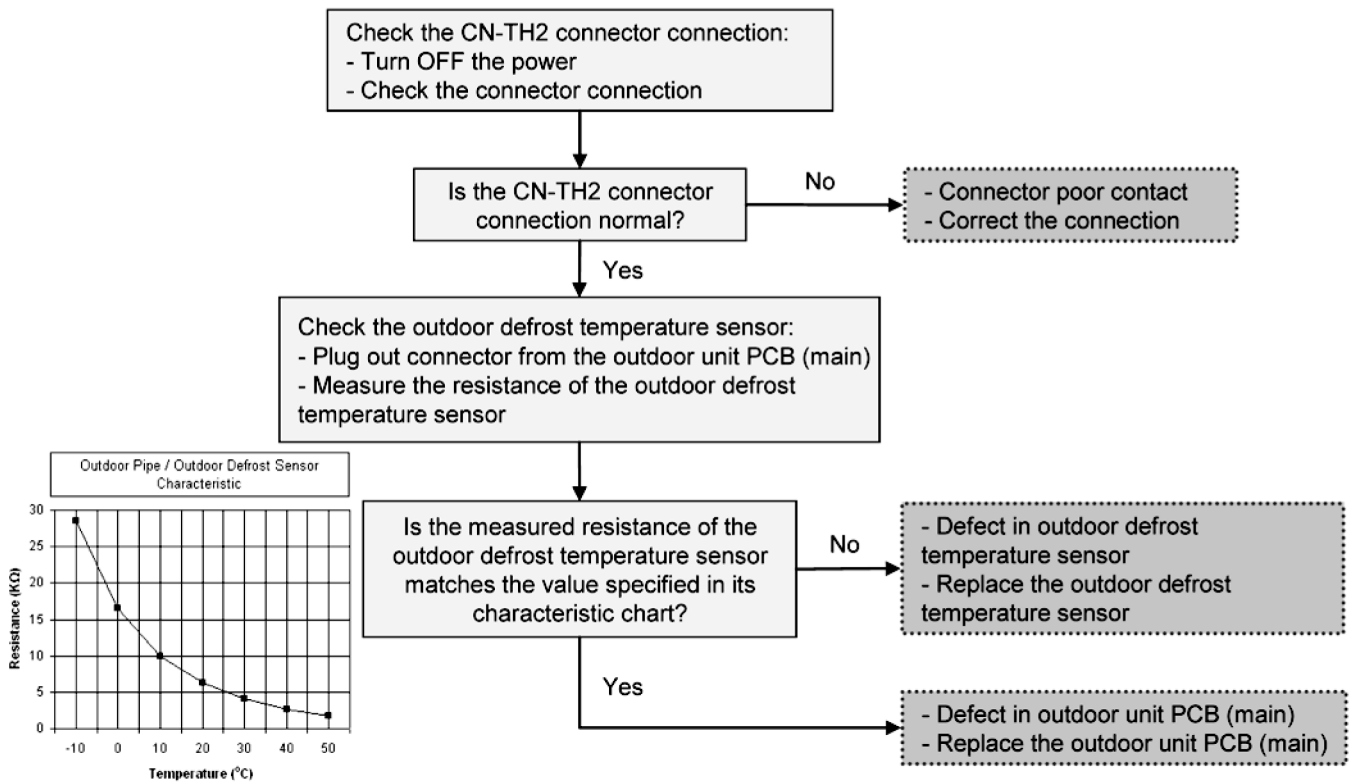 Check the CN-TH2 connector connection:
- Turn OFF the power
- Check the connector connection
Is the CN-TH2 connector
connection normal?
No
- Connector poor contact
- Correct the connection
Yes
Check the outdoor defrost temperature sensor:
- Plug out connector from the outdoor unit PCB (main)
- Measure the resistance of the outdoor defrost
temperature sensor
Outdoor Pipe / Outdoor Defrost Sensor
Characteristic
30
25
20
15
10
5
0
Resistance (KΩ)
-10 0 10 20 30 40 50
Temperature (°C)
Is the measured resistance of the
outdoor defrost temperature sensor
matches the value specified in its
characteristic chart?
No
- Defect in outdoor defrost
temperature sensor
- Replace the outdoor defrost
temperature sensor
Yes
- Defect in outdoor unit PCB (main)
- Replace the outdoor unit PCB (main)